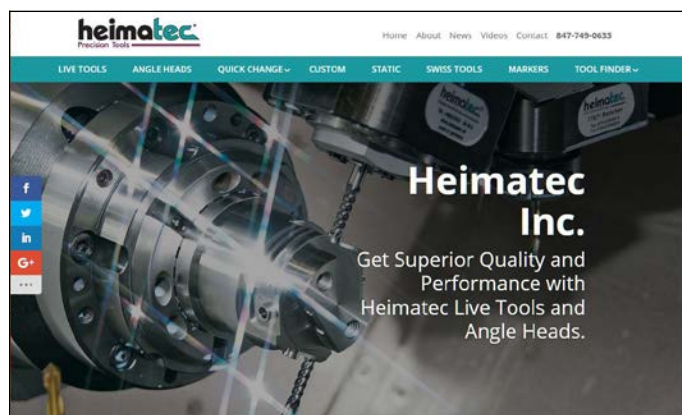 heimatec
Precision Tools
Home About News Videos Contact 847-749-0633
LIVE TOOLS ANGLE HEADS QUICK CHANGE CUSTOM STATIC SWISS TOOLS MARKERS TOOL FINDER
heimatec
heimatec
Heimatec
Inc.
Get Superior Quality and
Performance with
Heimatec Live Tools and
Angle Heads.
f
in
G+